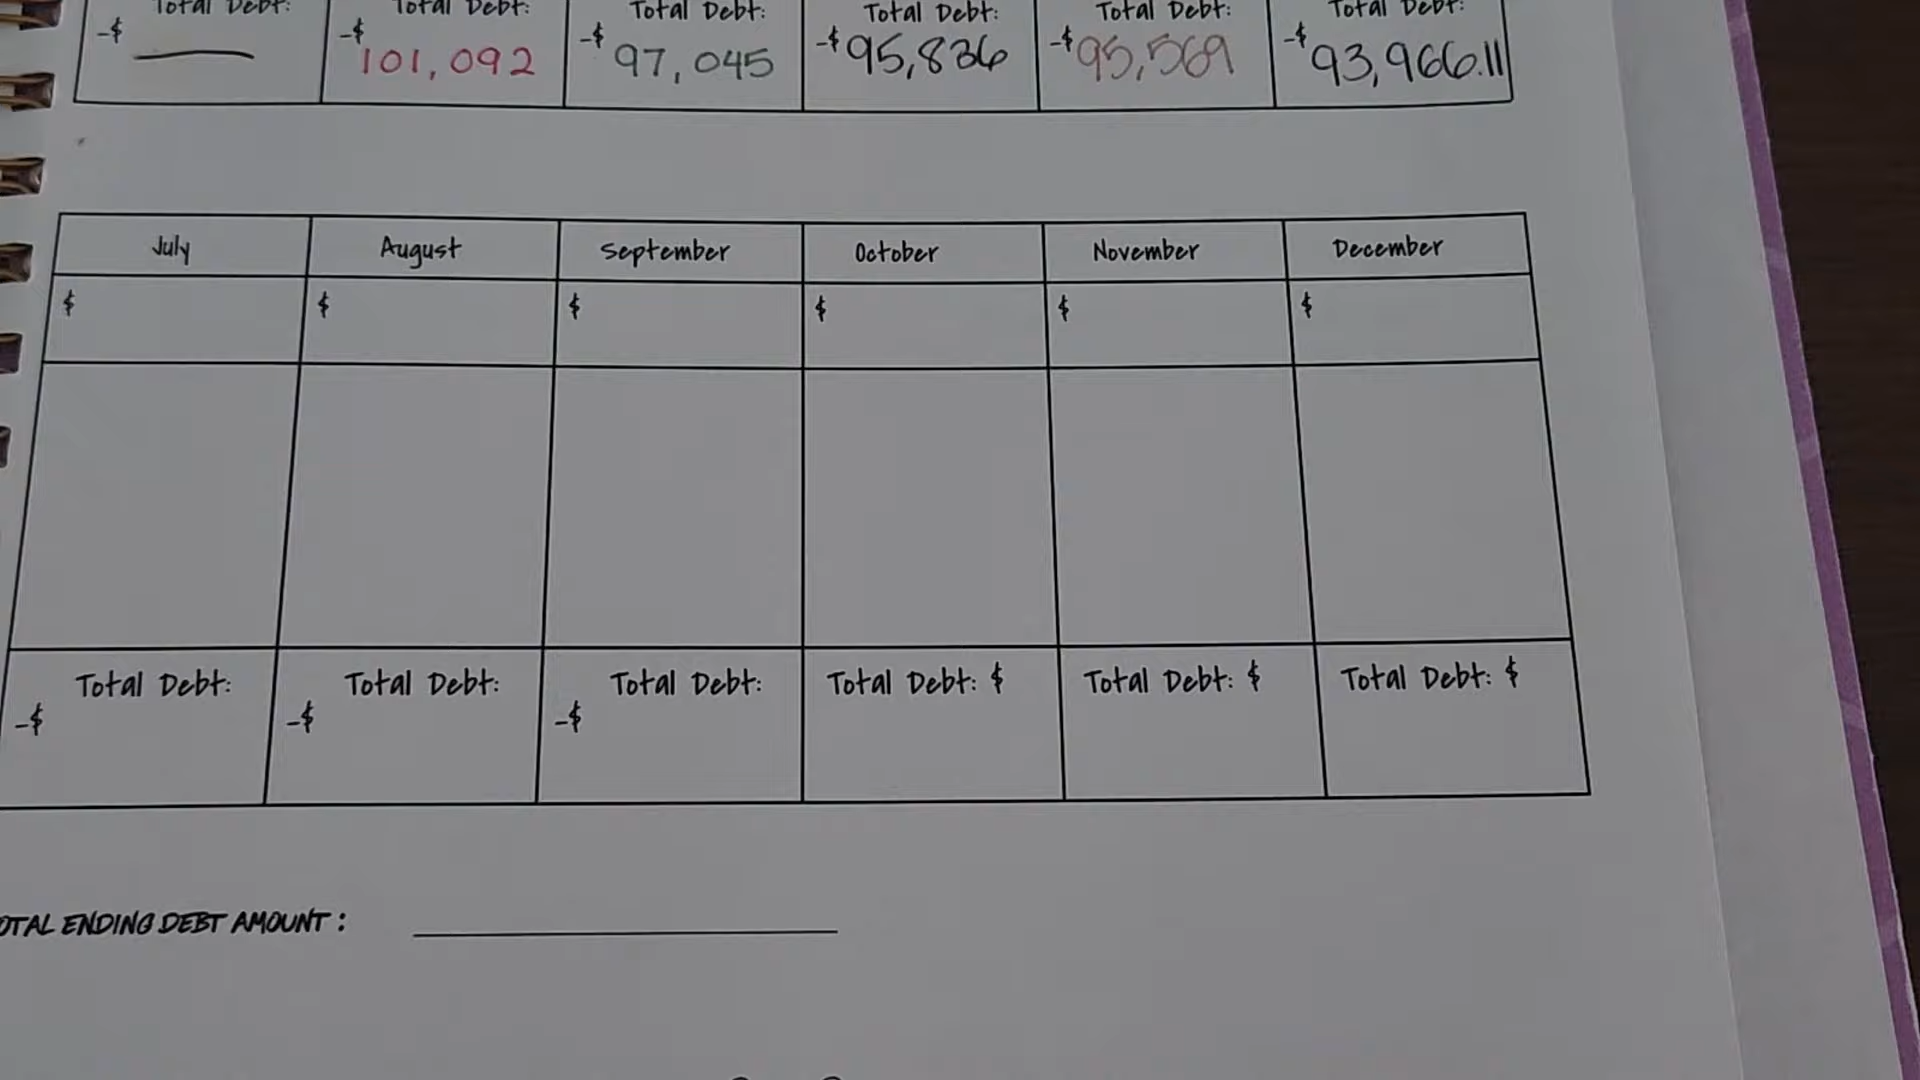 Total Debt: Total Debt: Total Debt: Total Debt: Total Debt: Total Debt:
-$ -$101,092 -$97,045 -$95,836 -$95,569 -$93,966.11
July August September October November December
$ $ $ $ $ $
Total Debt: Total Debt: Total Debt: Total Debt: $ Total Debt: $ Total Debt: $
-$ -$ -$
OTAL ENDING DEBT AMOUNT: